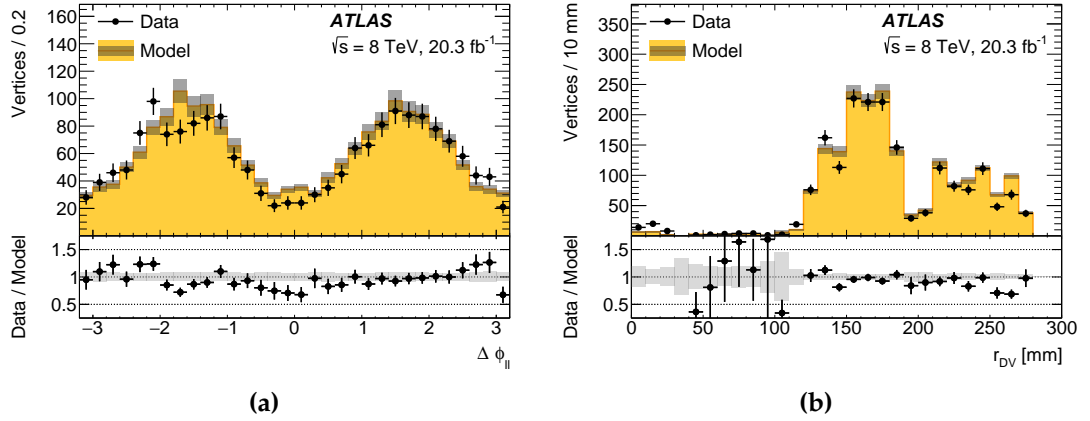 Vertices / 0.2
160
140
120
100
80
60
40
20
Data
Model
ATLAS
√s = 8 TeV, 20.3 fb⁻¹
Data / Model
1.5
1
0.5
−3 −2 −1 0 1 2 3
Δ ϕ_ll
(a)
Vertices / 10 mm
350
300
250
200
150
100
50
Data
Model
ATLAS
√s = 8 TeV, 20.3 fb⁻¹
Data / Model
1.5
1
0.5
0 50 100 150 200 250 300
r_DV [mm]
(b)